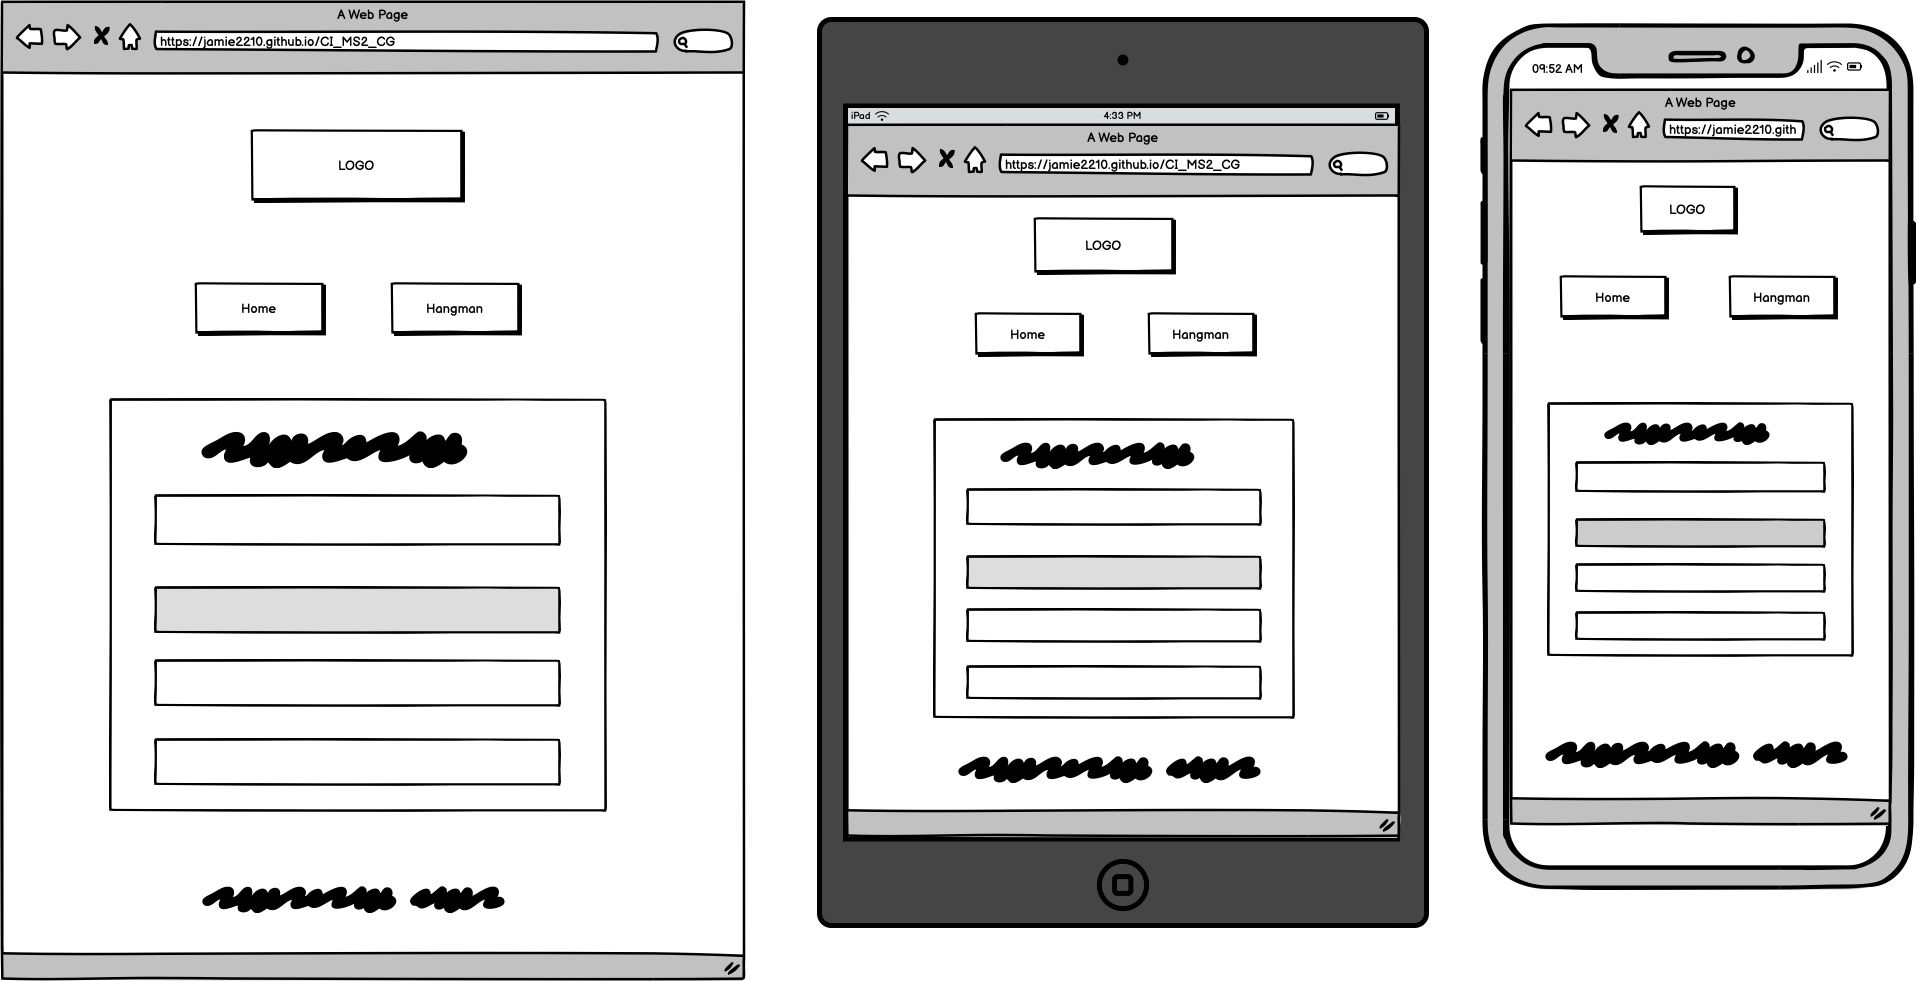 A Web Page
https://jamie2210.github.io/CI_MS2_CG
LOGO
Home
Hangman
iPad
4:33 PM
A Web Page
https://jamie2210.github.io/CI_MS2_CG
LOGO
Home
Hangman
09:52 AM
A Web Page
https://jamie2210.gith
LOGO
Home
Hangman